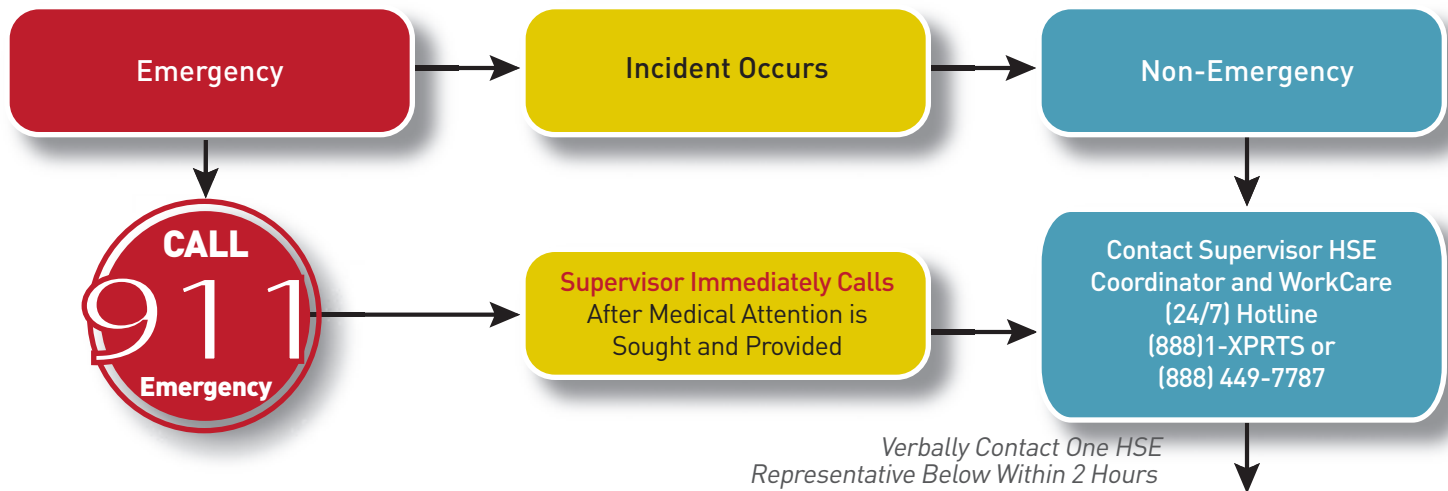 Emergency
Incident Occurs
Non-Emergency
CALL
911
Emergency
Supervisor Immediately Calls
After Medical Attention is
Sought and Provided
Contact Supervisor HSE
Coordinator and WorkCare
(24/7) Hotline
(888)1-XPRTS or
(888) 449-7787
Verbally Contact One HSE
Representative Below Within 2 Hours